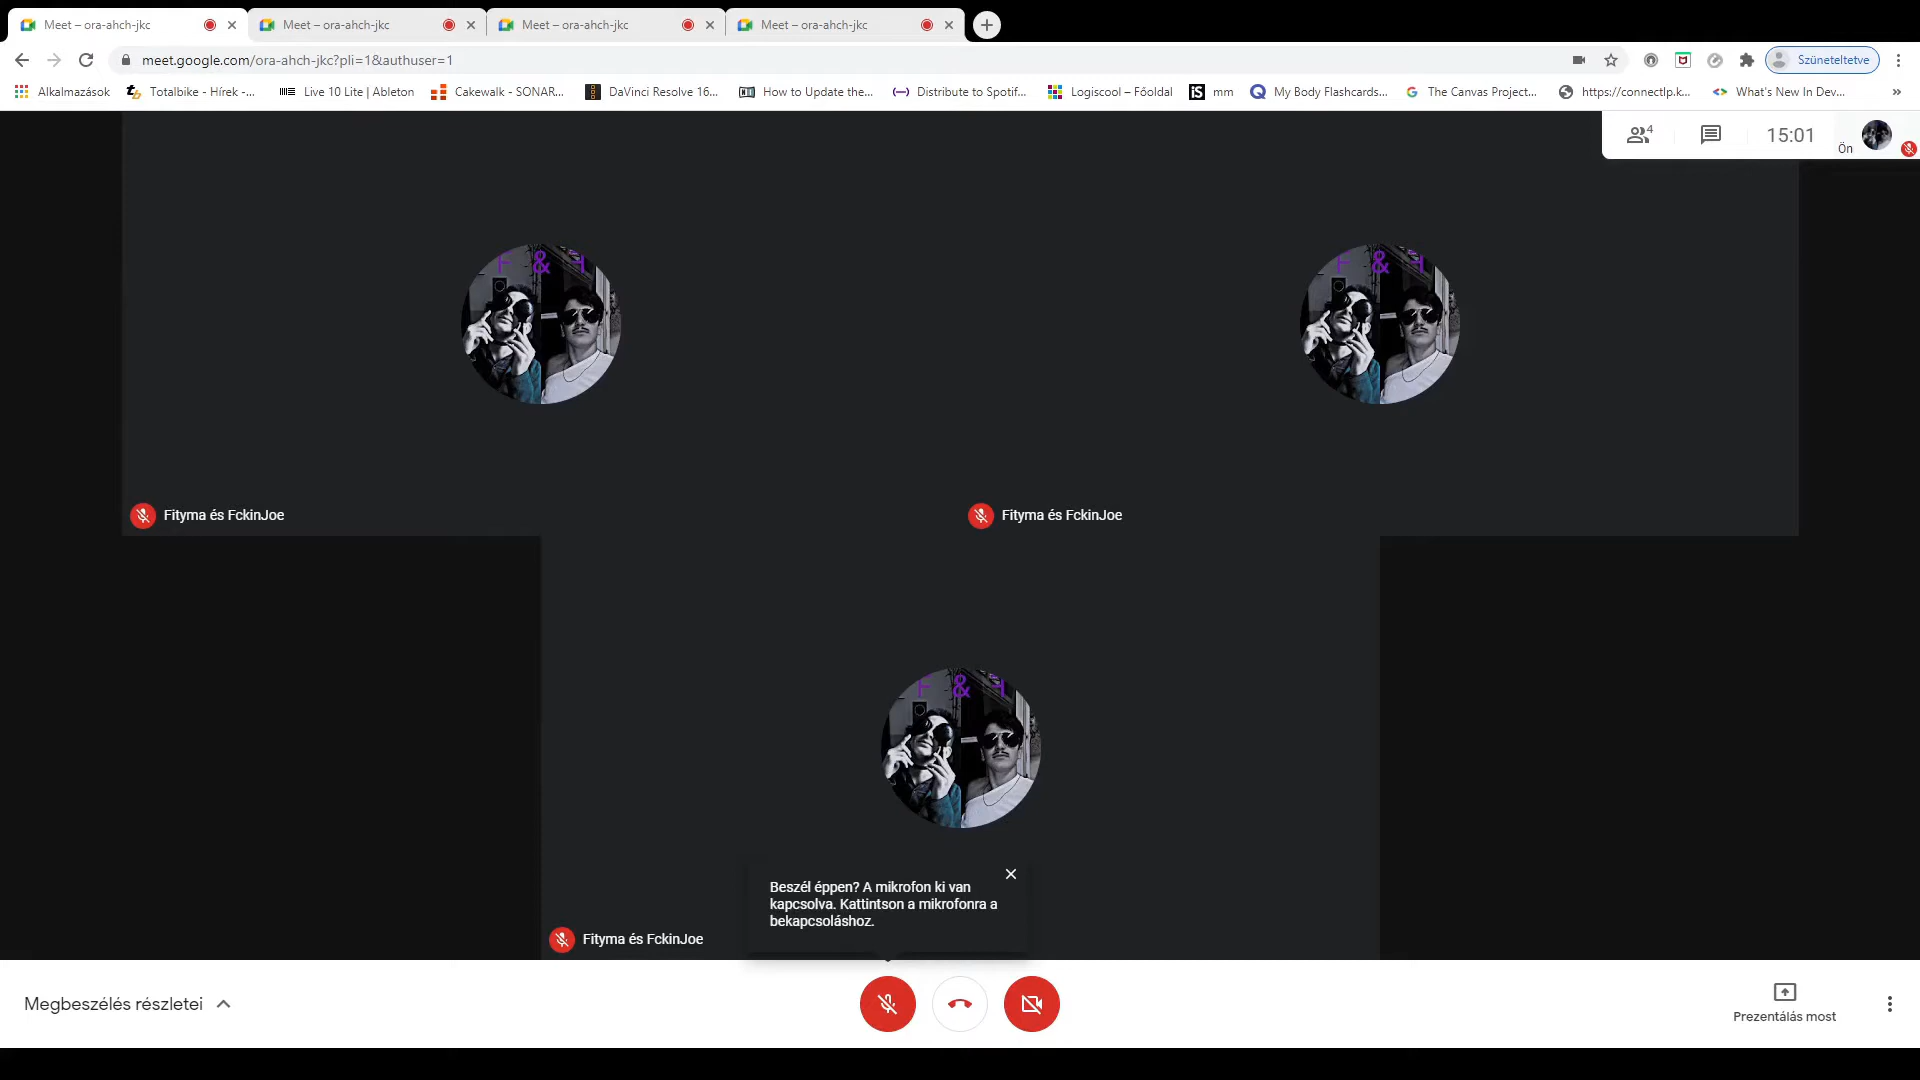 Meet – ora-ahch-jkc
Meet – ora-ahch-jkc
Meet – ora-ahch-jkc
Meet – ora-ahch-jkc
meet.google.com/ora-ahch-jkc?pli=1&authuser=1
Szüneteltetve
Alkalmazások
Totalbike - Hírek -...
Live 10 Lite | Ableton
Cakewalk - SONAR...
DaVinci Resolve 16...
How to Update the...
Distribute to Spotif...
Logiscool – Főoldal
iS mm
My Body Flashcards...
The Canvas Project...
https://connectlp.k...
What's New In Dev...
4
15:01
Ön
F & H
F & H
Fityma és FckinJoe
Fityma és FckinJoe
F & H
Beszél éppen? A mikrofon ki van
kapcsolva. Kattintson a mikrofonra a
bekapcsoláshoz.
Fityma és FckinJoe
Megbeszélés részletei
Prezentálás most